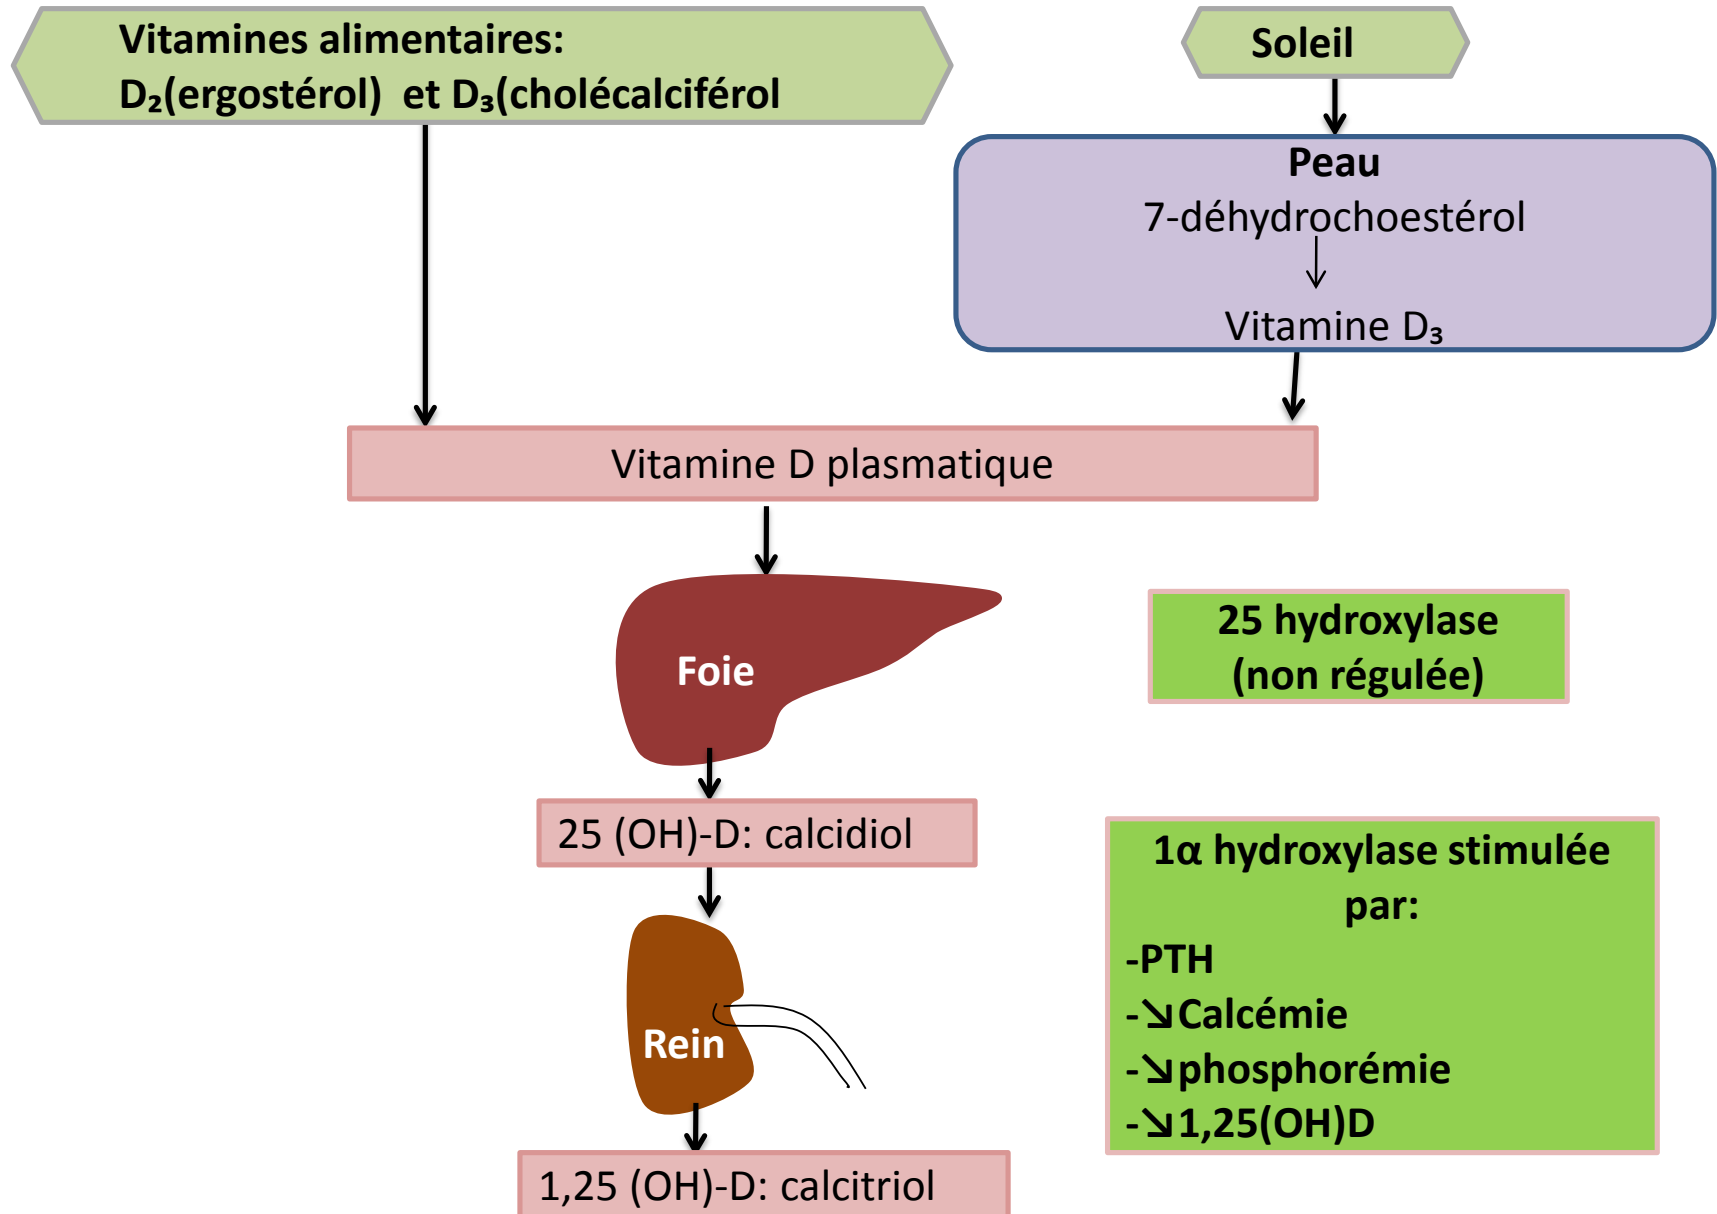 Vitamines alimentaires:
D₂(ergostérol) et D₃(cholécalciférol
Soleil
Peau
7-déhydrochoestérol
Vitamine D₃
Vitamine D plasmatique
Foie
25 hydroxylase
(non régulée)
25 (OH)-D: calcidiol
1α hydroxylase stimulée
par:
-PTH
-↘Calcémie
-↘phosphorémie
-↘1,25(OH)D
Rein
1,25 (OH)-D: calcitriol